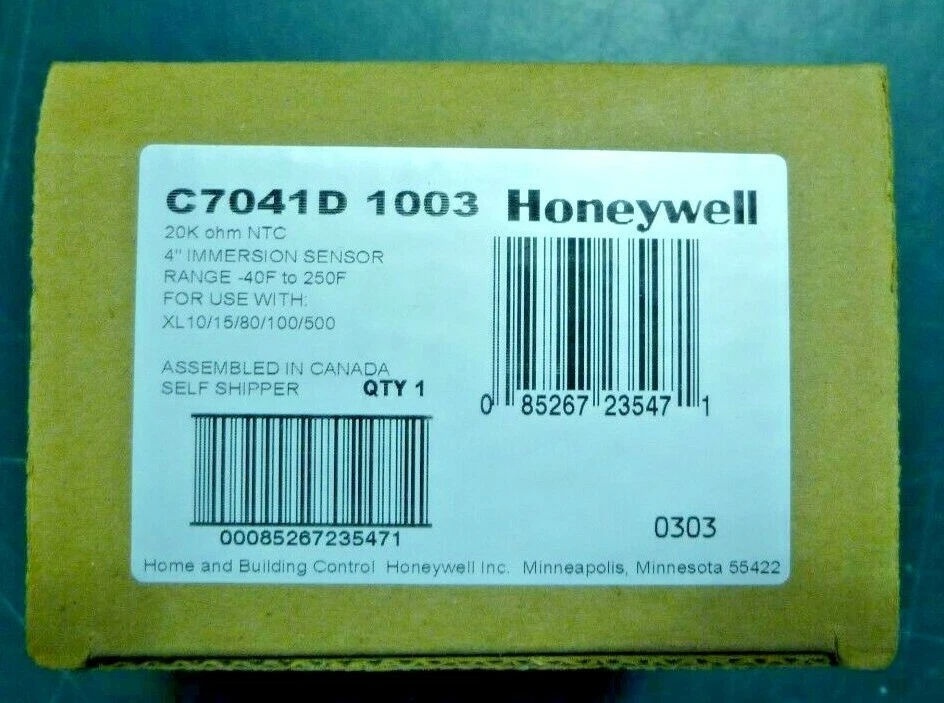 C7041D 1003 Honeywell
20K ohm NTC
4" IMMERSION SENSOR
RANGE -40F to 250F
FOR USE WITH:
XL10/15/80/100/500
ASSEMBLED IN CANADA
SELF SHIPPER QTY 1
0 85267 23547 1
00085267235471
0303
Home and Building Control Honeywell Inc. Minneapolis, Minnesota 55422